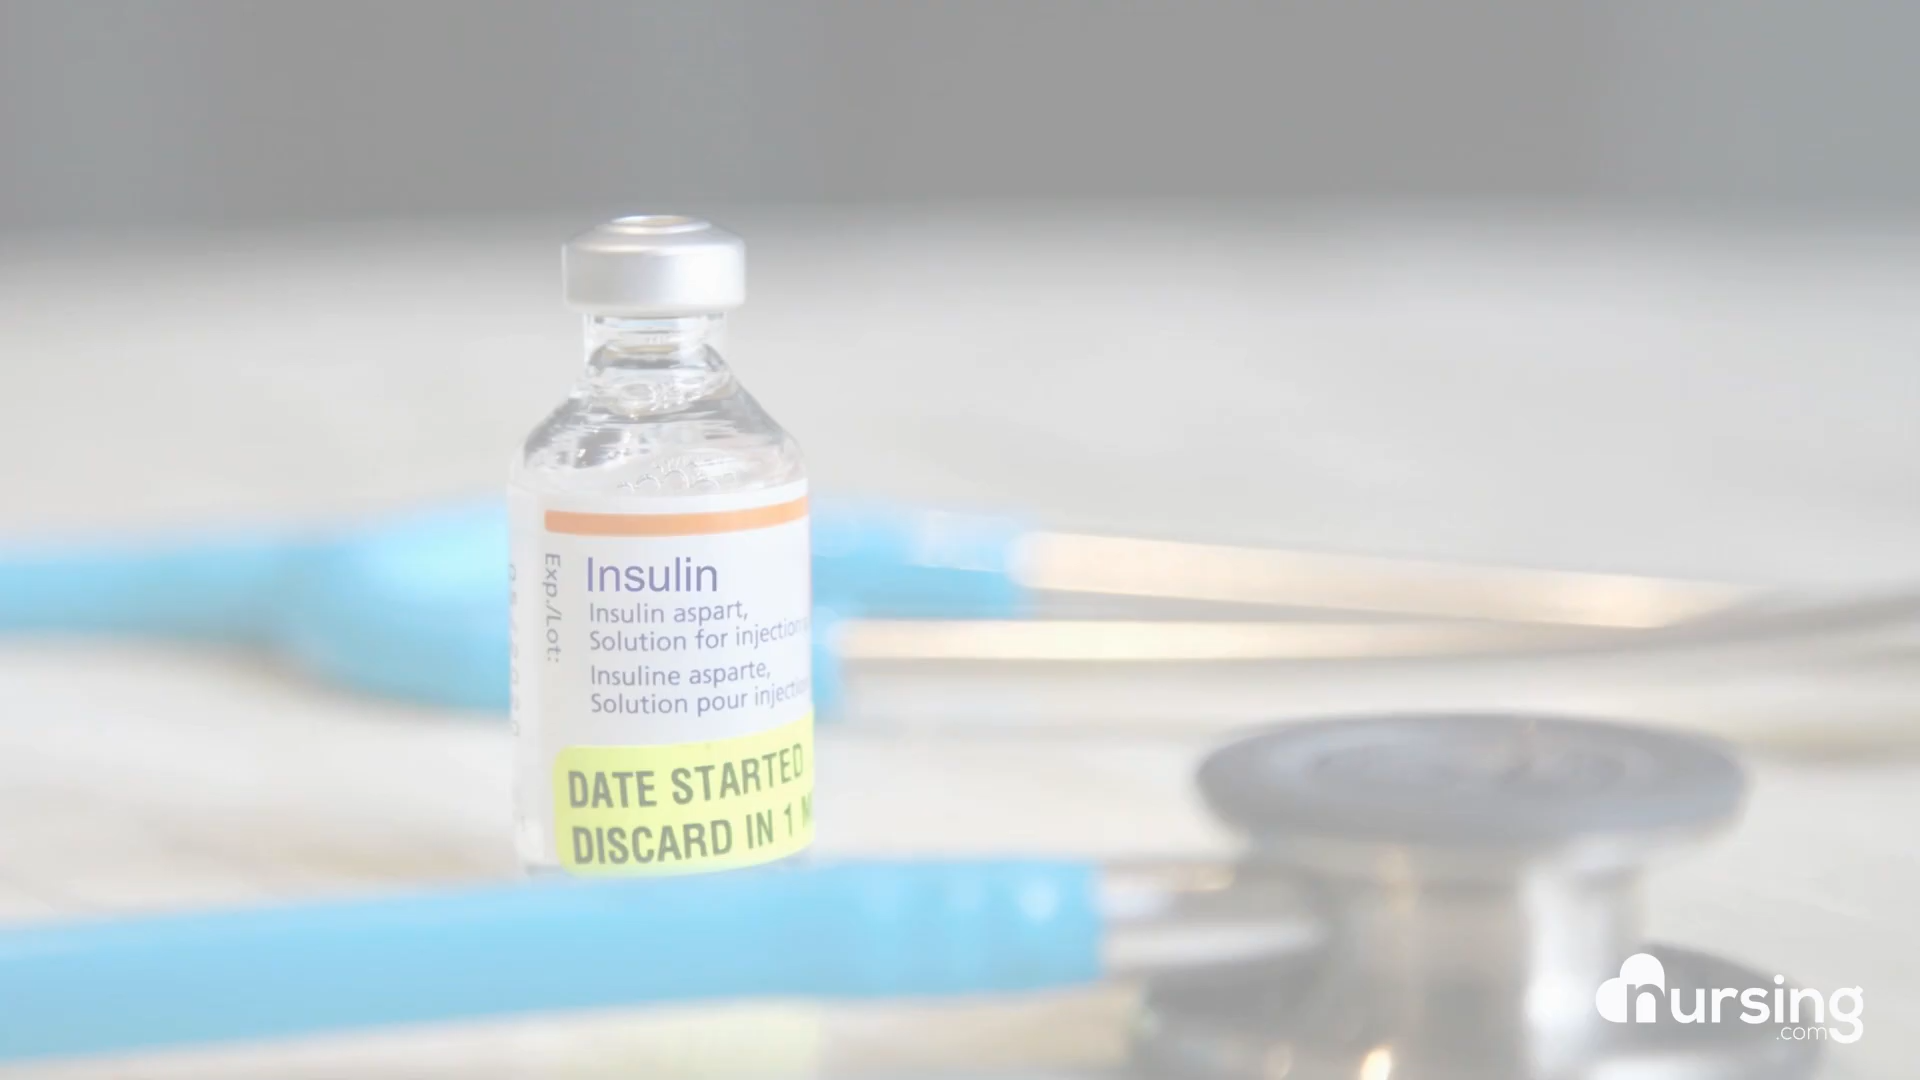 Exp./Lot:
Insulin
Insulin aspart,
Solution for injection
Insuline asparte,
Solution pour injection
DATE STARTED
DISCARD IN 1 M
nursing
.com